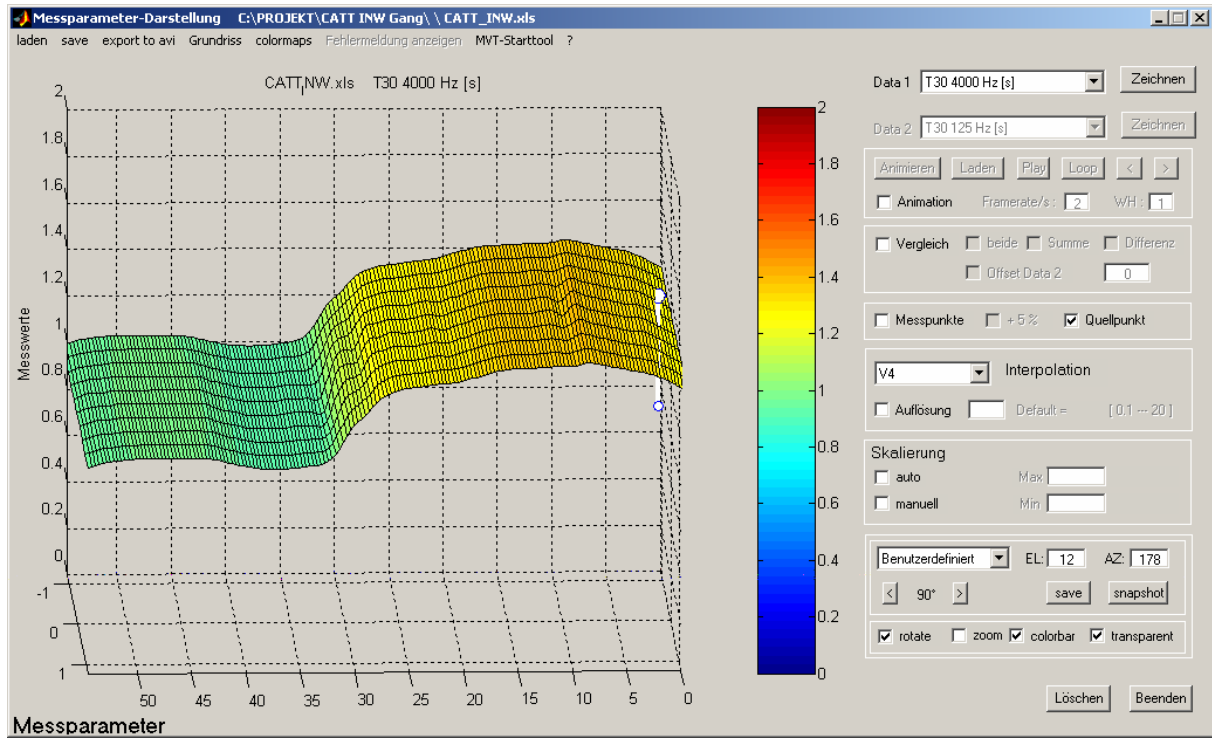 Messparameter-Darstellung C:\PROJEKT\CATT INW Gang\ \ CATT_INW.xls
laden save export to avi Grundriss colormaps Fehlermeldung anzeigen MVT-Starttool ?
CATT_INW.xls T30 4000 Hz [s]
2
1.8
1.6
1.4
1.2
1
0.8
0.6
0.4
0.2
0
Messwerte
-1
0
1
50 45 40 35 30 25 20 15 10 5 0
Messparameter
2
1.8
1.6
1.4
1.2
1
0.8
0.6
0.4
0.2
0
Data 1 T30 4000 Hz [s] Zeichnen
Data 2 T30 125 Hz [s] Zeichnen
Animieren Laden Play Loop < >
Animation Framerate/s : 2 WH : 1
Vergleich beide Summe Differenz
Offset Data 2 0
Messpunkte + 5 % Quellpunkt
V4 Interpolation
Auflösung Default = [ 0.1 --- 20 ]
Skalierung
auto Max
manuell Min
Benutzerdefiniert EL: 12 AZ: 178
< 90° > save snapshot
rotate zoom colorbar transparent
Löschen Beenden